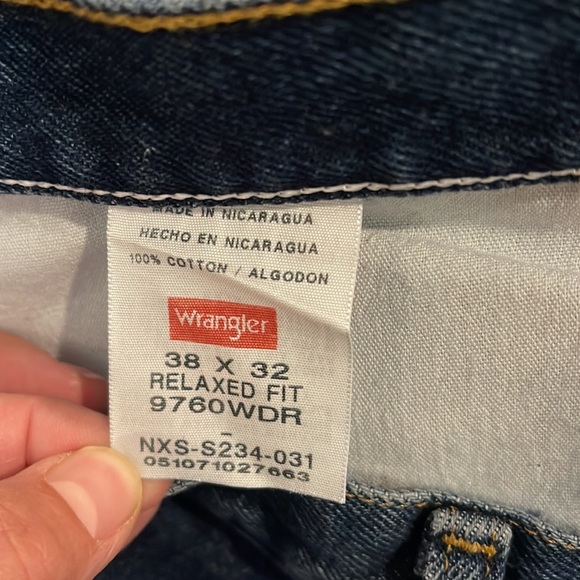 MADE IN NICARAGUA
HECHO EN NICARAGUA
100% COTTON / ALGODON
Wrangler
38 X 32
RELAXED FIT
9760WDR
-
NXS-S234-031
051071027663